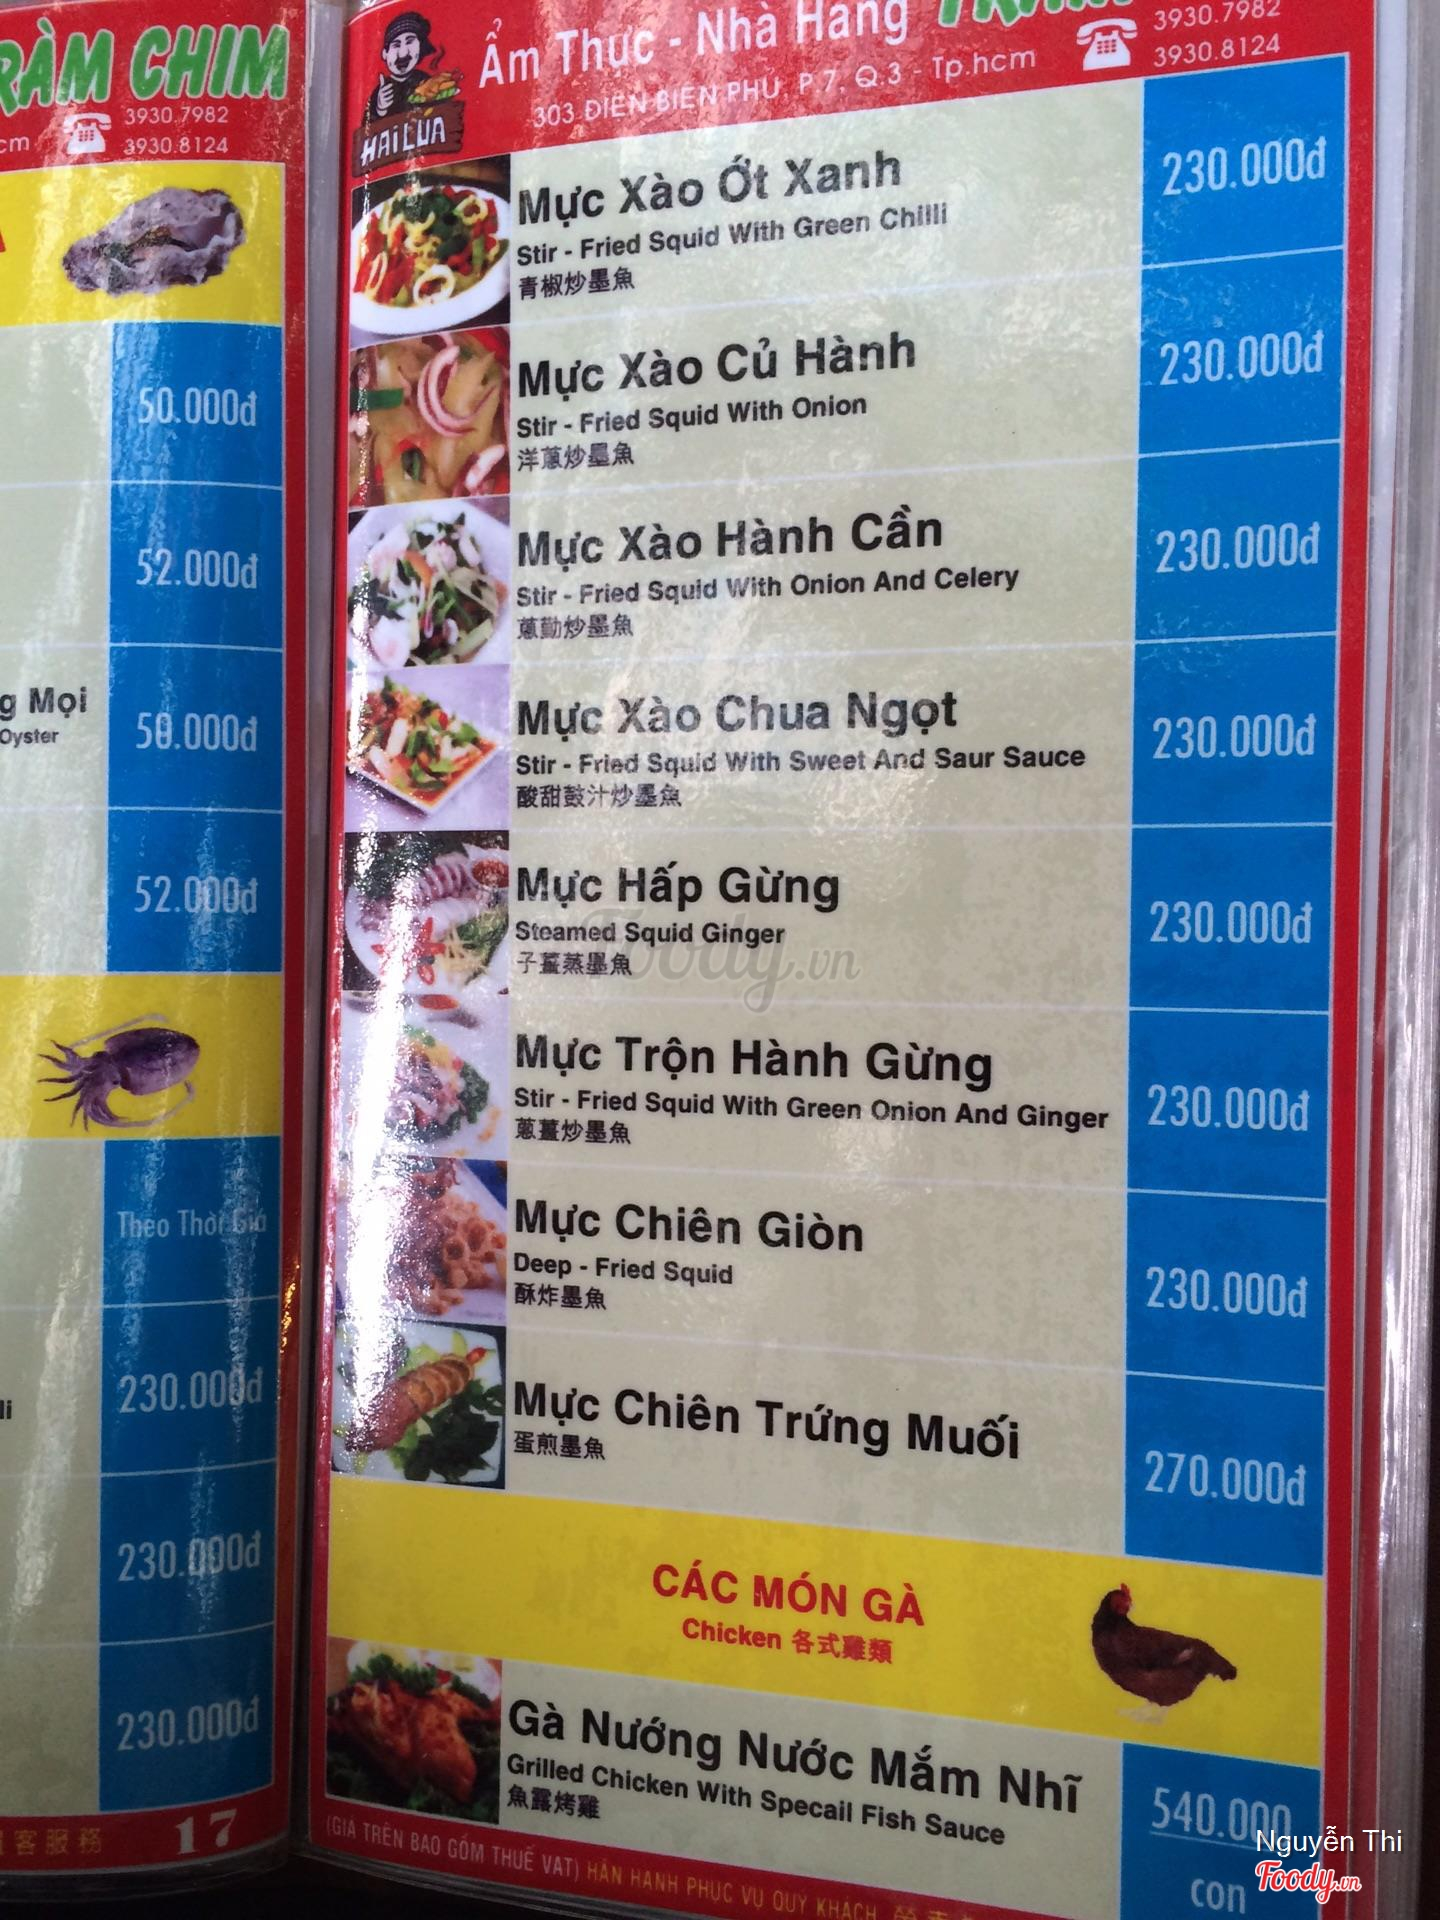 RÀM CHIM
3930.7982
cm
3930.8124
50.000đ
52.000đ
g Mọi
Oyster
50.000đ
52.000đ
Theo Thời Giá
230.000đ
li
230.000đ
230.000đ
客服務
17
Ẩm Thực - Nhà Hàng
3930.7982
303 ĐIỆN BIÊN PHỦ, P.7, Q.3 - Tp.hcm
3930.8124
HAI LÚA
Mực Xào Ớt Xanh
230.000đ
Stir - Fried Squid With Green Chilli
青椒炒墨魚
Mực Xào Củ Hành
230.000đ
Stir - Fried Squid With Onion
洋蔥炒墨魚
Mực Xào Hành Cần
230.000đ
Stir - Fried Squid With Onion And Celery
蔥勤炒墨魚
Mực Xào Chua Ngọt
230.000đ
Stir - Fried Squid With Sweet And Saur Sauce
酸甜鼓汁炒墨魚
Mực Hấp Gừng
230.000đ
Steamed Squid Ginger
子薑蒸墨魚
Foody.vn
Mực Trộn Hành Gừng
230.000đ
Stir - Fried Squid With Green Onion And Ginger
蔥薑炒墨魚
Mực Chiên Giòn
230.000đ
Deep - Fried Squid
酥炸墨魚
Mực Chiên Trứng Muối
270.000đ
蛋煎墨魚
CÁC MÓN GÀ
Chicken 各式雞類
Gà Nướng Nước Mắm Nhĩ
540.000
Grilled Chicken With Specail Fish Sauce
con
魚露烤雞
(GIÁ TRÊN BAO GỒM THUẾ VAT) HÂN HẠNH PHỤC VỤ QUÝ KHÁCH
Nguyễn Thi
Foody.vn